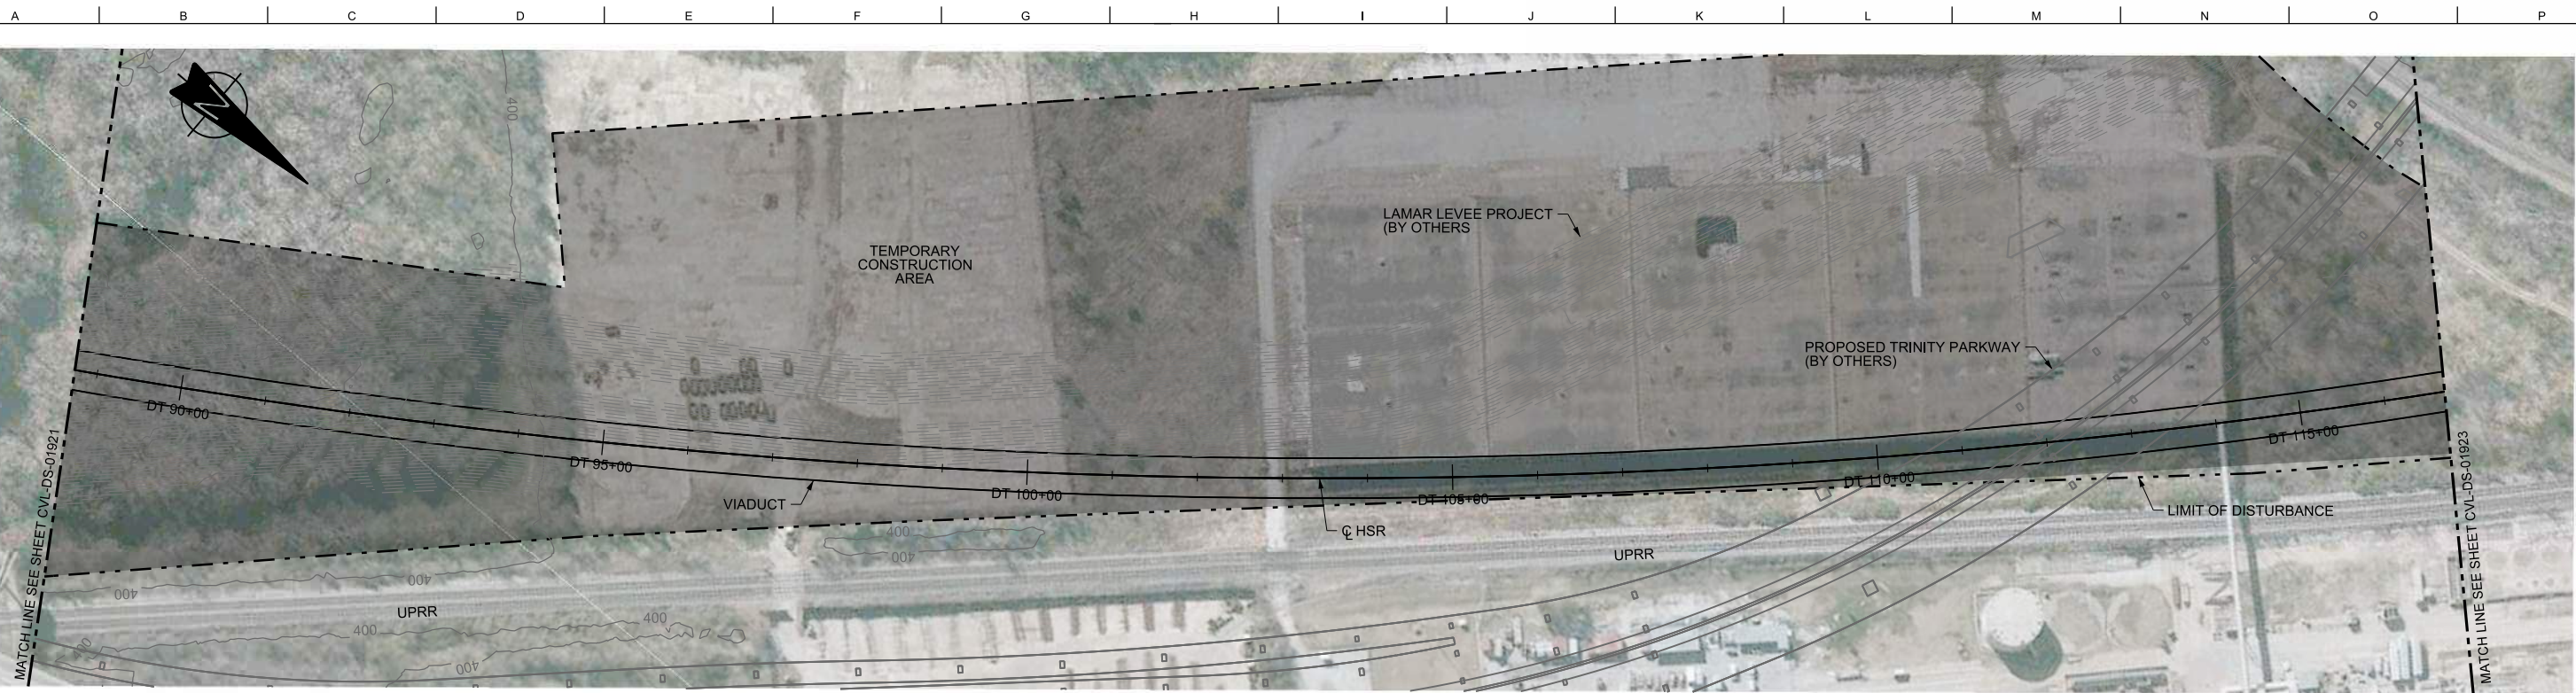 A B C D E F G H I J K L M N O P
N
400
LAMAR LEVEE PROJECT
(BY OTHERS
TEMPORARY
CONSTRUCTION
AREA
PROPOSED TRINITY PARKWAY
(BY OTHERS)
DT 90+00
DT 95+00
DT 100+00
DT 105+00
DT 110+00
DT 115+00
VIADUCT
℄ HSR
LIMIT OF DISTURBANCE
400
400
UPRR
400
400
UPRR
400
400
400
MATCH LINE SEE SHEET CVL-DS-01921
MATCH LINE SEE SHEET CVL-DS-01923